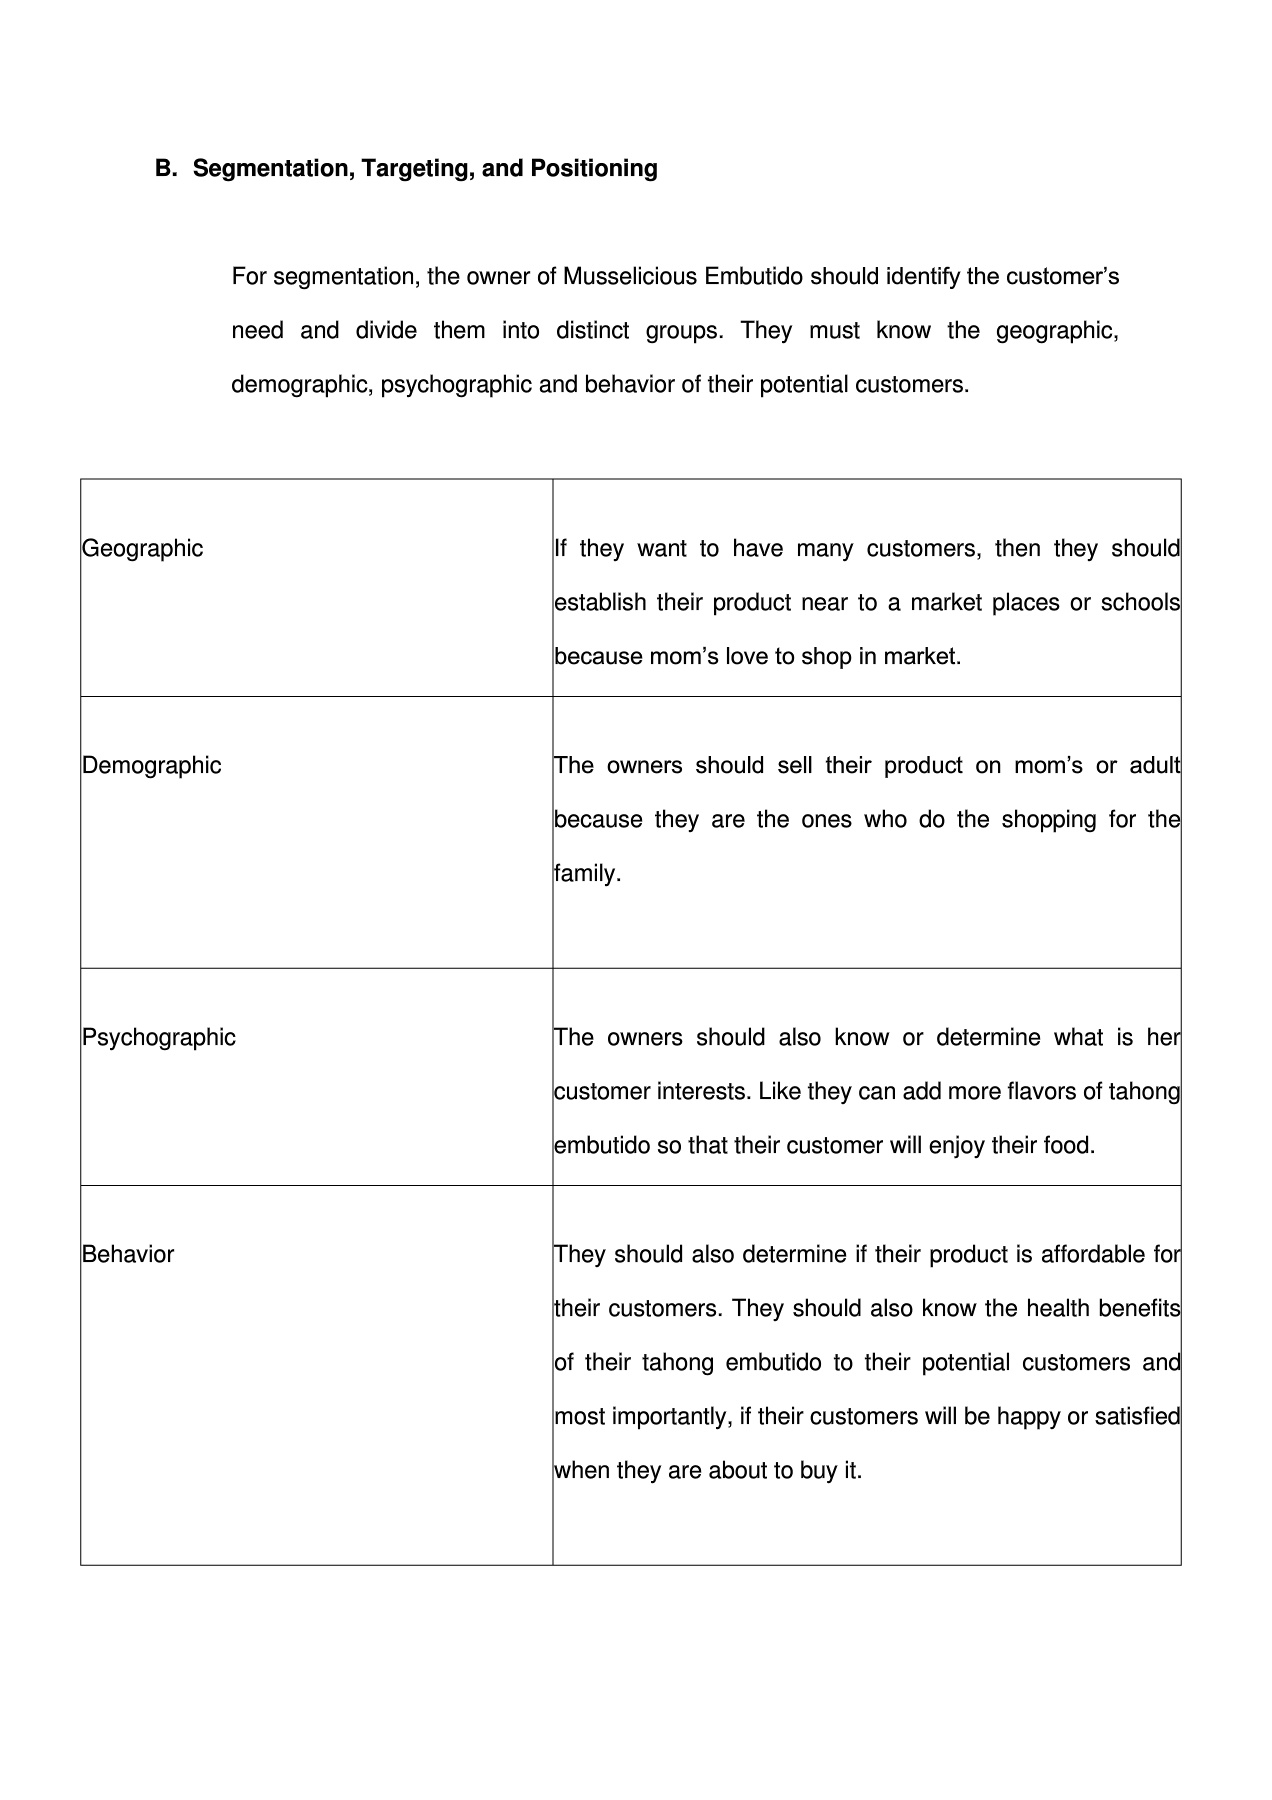 B. Segmentation, Targeting, and Positioning
For segmentation, the owner of Musselicious Embutido should identify the customer’s
need and divide them into distinct groups. They must know the geographic,
demographic, psychographic and behavior of their potential customers.
Geographic
If they want to have many customers, then they should
establish their product near to a market places or schools
because mom’s love to shop in market.
Demographic
The owners should sell their product on mom’s or adult
because they are the ones who do the shopping for the
family.
Psychographic
The owners should also know or determine what is her
customer interests. Like they can add more flavors of tahong
embutido so that their customer will enjoy their food.
Behavior
They should also determine if their product is affordable for
their customers. They should also know the health benefits
of their tahong embutido to their potential customers and
most importantly, if their customers will be happy or satisfied
when they are about to buy it.